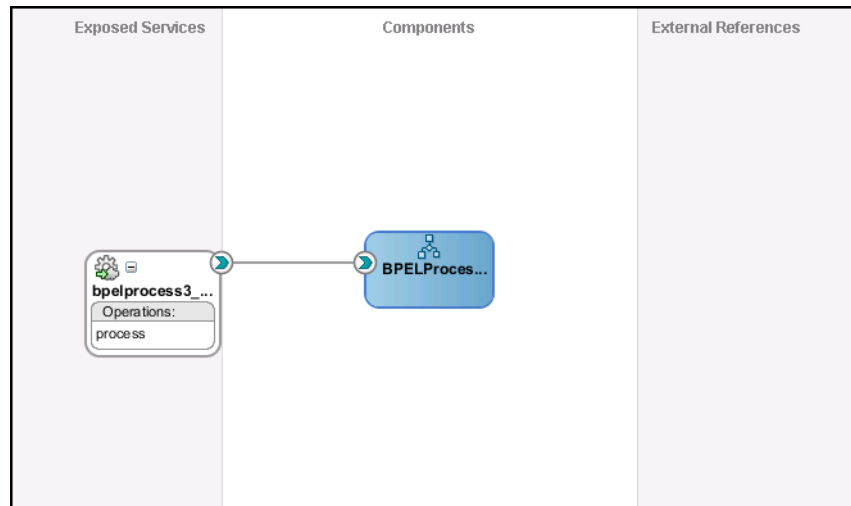 Exposed Services
Components
External References
bpelprocess3_...
Operations:
process
BPELProces...